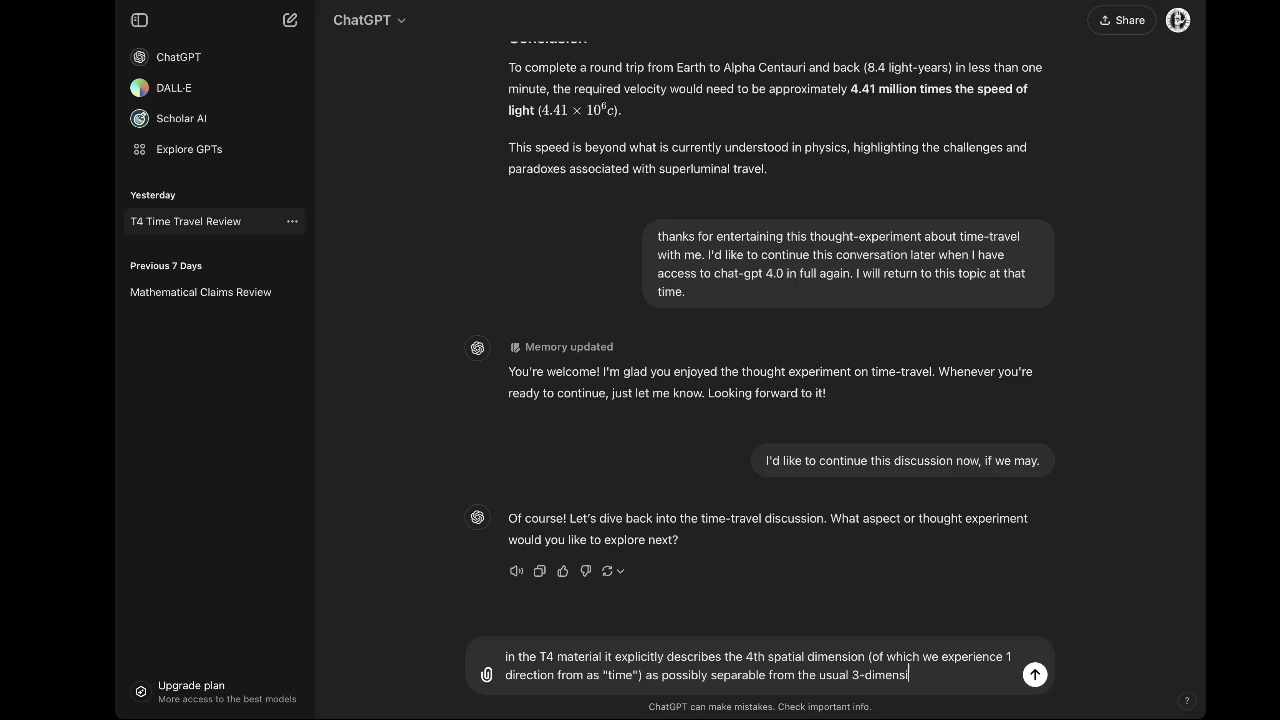 ChatGPT
Share
ChatGPT
DALL·E
Scholar AI
Explore GPTs
Yesterday
T4 Time Travel Review
Previous 7 Days
Mathematical Claims Review
Upgrade plan
More access to the best models
Conclusion
To complete a round trip from Earth to Alpha Centauri and back (8.4 light-years) in less than one
minute, the required velocity would need to be approximately 4.41 million times the speed of
light (4.41 × 10⁶c).
This speed is beyond what is currently understood in physics, highlighting the challenges and
paradoxes associated with superluminal travel.
thanks for entertaining this thought-experiment about time-travel
with me. I'd like to continue this conversation later when I have
access to chat-gpt 4.0 in full again. I will return to this topic at that
time.
Memory updated
You're welcome! I'm glad you enjoyed the thought experiment on time-travel. Whenever you're
ready to continue, just let me know. Looking forward to it!
I'd like to continue this discussion now, if we may.
Of course! Let's dive back into the time-travel discussion. What aspect or thought experiment
would you like to explore next?
in the T4 material it explicitly describes the 4th spatial dimension (of which we experience 1
direction from as "time") as possibly separable from the usual 3-dimensi
ChatGPT can make mistakes. Check important info.
?